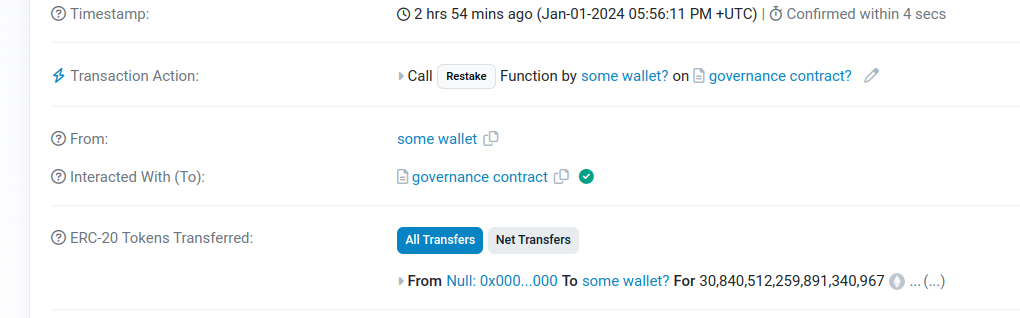 Timestamp: 2 hrs 54 mins ago (Jan-01-2024 05:56:11 PM +UTC) | Confirmed within 4 secs
Transaction Action: Call Restake Function by some wallet? on governance contract?
From: some wallet
Interacted With (To): governance contract
ERC-20 Tokens Transferred: All Transfers Net Transfers
From Null: 0x000...000 To some wallet? For 30,840,512,259,891,340,967 ... (...)